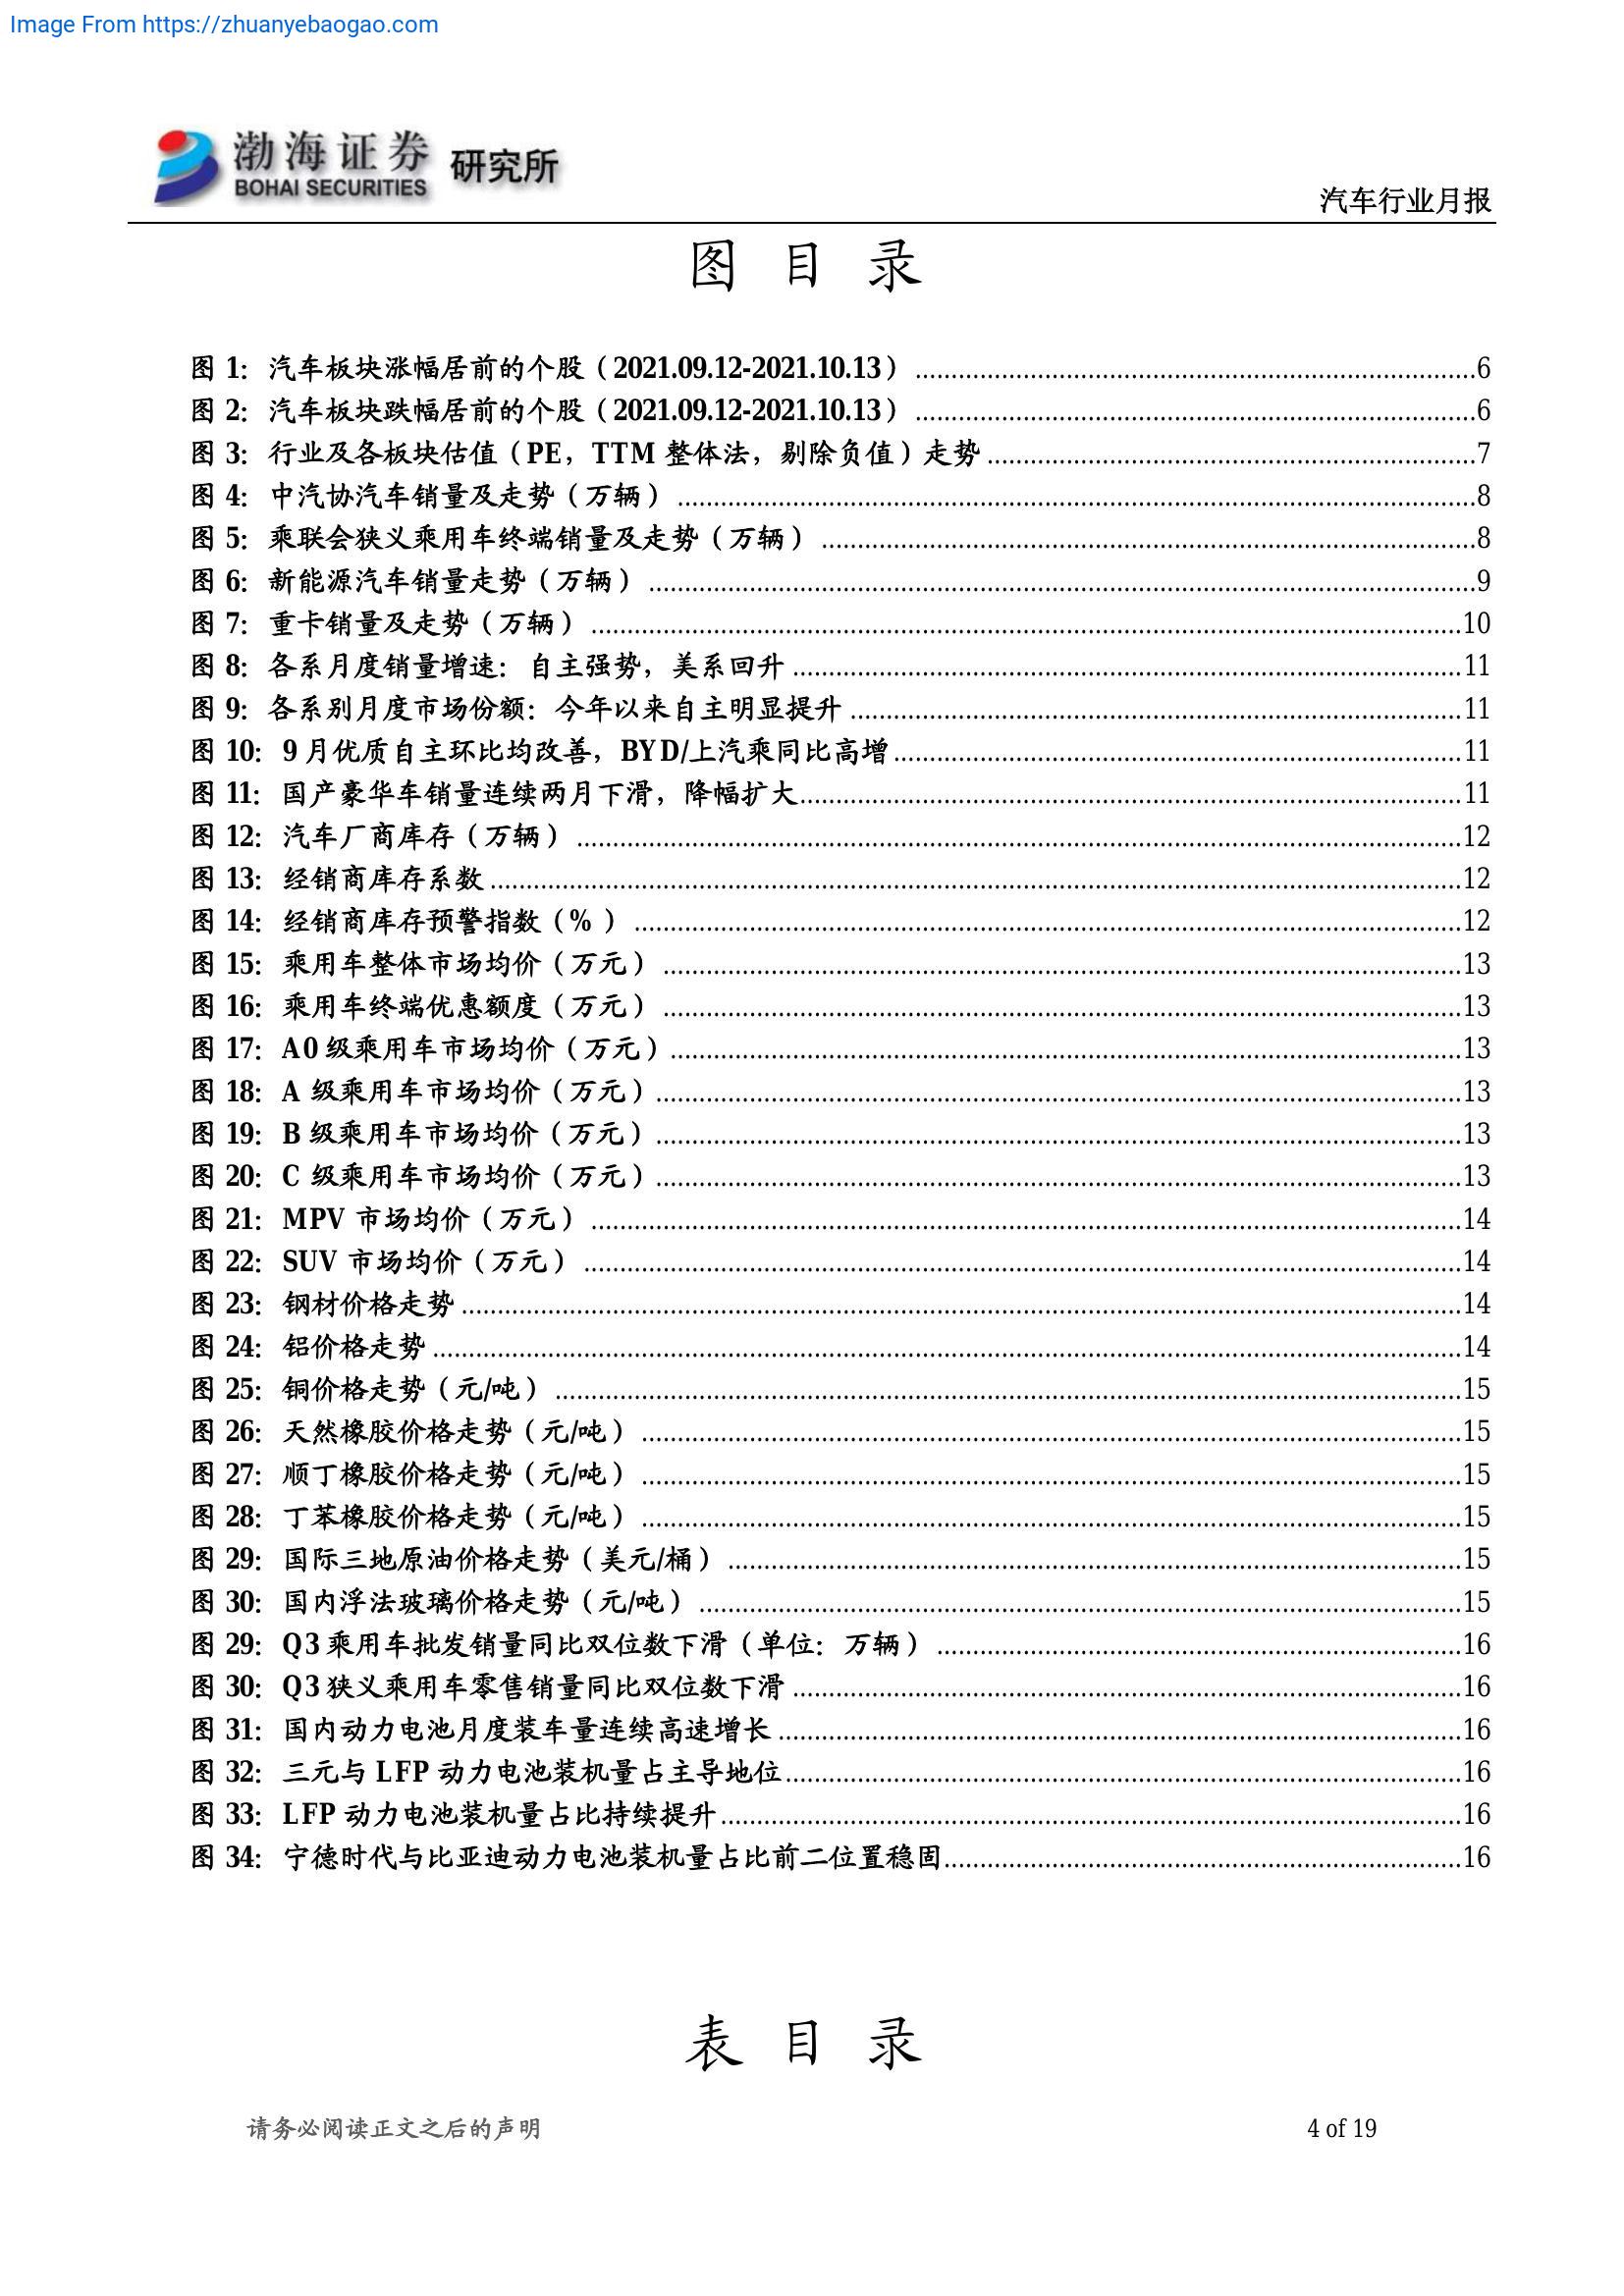 Image From https://zhuanyebaogao.com
渤海证券 研究所
BOHAI SECURITIES
汽车行业月报
图 目 录
图 1：汽车板块涨幅居前的个股（2021.09.12-2021.10.13）........6
图 2：汽车板块跌幅居前的个股（2021.09.12-2021.10.13）........6
图 3：行业及各板块估值（PE，TTM 整体法，剔除负值）走势........7
图 4：中汽协汽车销量及走势（万辆）........8
图 5：乘联会狭义乘用车终端销量及走势（万辆）........8
图 6：新能源汽车销量走势（万辆）........9
图 7：重卡销量及走势（万辆）........10
图 8：各系月度销量增速：自主强势，美系回升........11
图 9：各系别月度市场份额：今年以来自主明显提升........11
图 10：9 月优质自主环比均改善，BYD/上汽乘同比高增........11
图 11：国产豪华车销量连续两月下滑，降幅扩大........11
图 12：汽车厂商库存（万辆）........12
图 13：经销商库存系数........12
图 14：经销商库存预警指数（% ）........12
图 15：乘用车整体市场均价（万元）........13
图 16：乘用车终端优惠额度（万元）........13
图 17：A0 级乘用车市场均价（万元）........13
图 18：A 级乘用车市场均价（万元）........13
图 19：B 级乘用车市场均价（万元）........13
图 20：C 级乘用车市场均价（万元）........13
图 21：MPV 市场均价（万元）........14
图 22：SUV 市场均价（万元）........14
图 23：钢材价格走势........14
图 24：铝价格走势........14
图 25：铜价格走势（元/吨）........15
图 26：天然橡胶价格走势（元/吨）........15
图 27：顺丁橡胶价格走势（元/吨）........15
图 28：丁苯橡胶价格走势（元/吨）........15
图 29：国际三地原油价格走势（美元/桶）........15
图 30：国内浮法玻璃价格走势（元/吨）........15
图 29：Q3 乘用车批发销量同比双位数下滑（单位：万辆）........16
图 30：Q3 狭义乘用车零售销量同比双位数下滑........16
图 31：国内动力电池月度装车量连续高速增长........16
图 32：三元与 LFP 动力电池装机量占主导地位........16
图 33：LFP 动力电池装机量占比持续提升........16
图 34：宁德时代与比亚迪动力电池装机量占比前二位置稳固........16
表 目 录
请务必阅读正文之后的声明
4 of 19